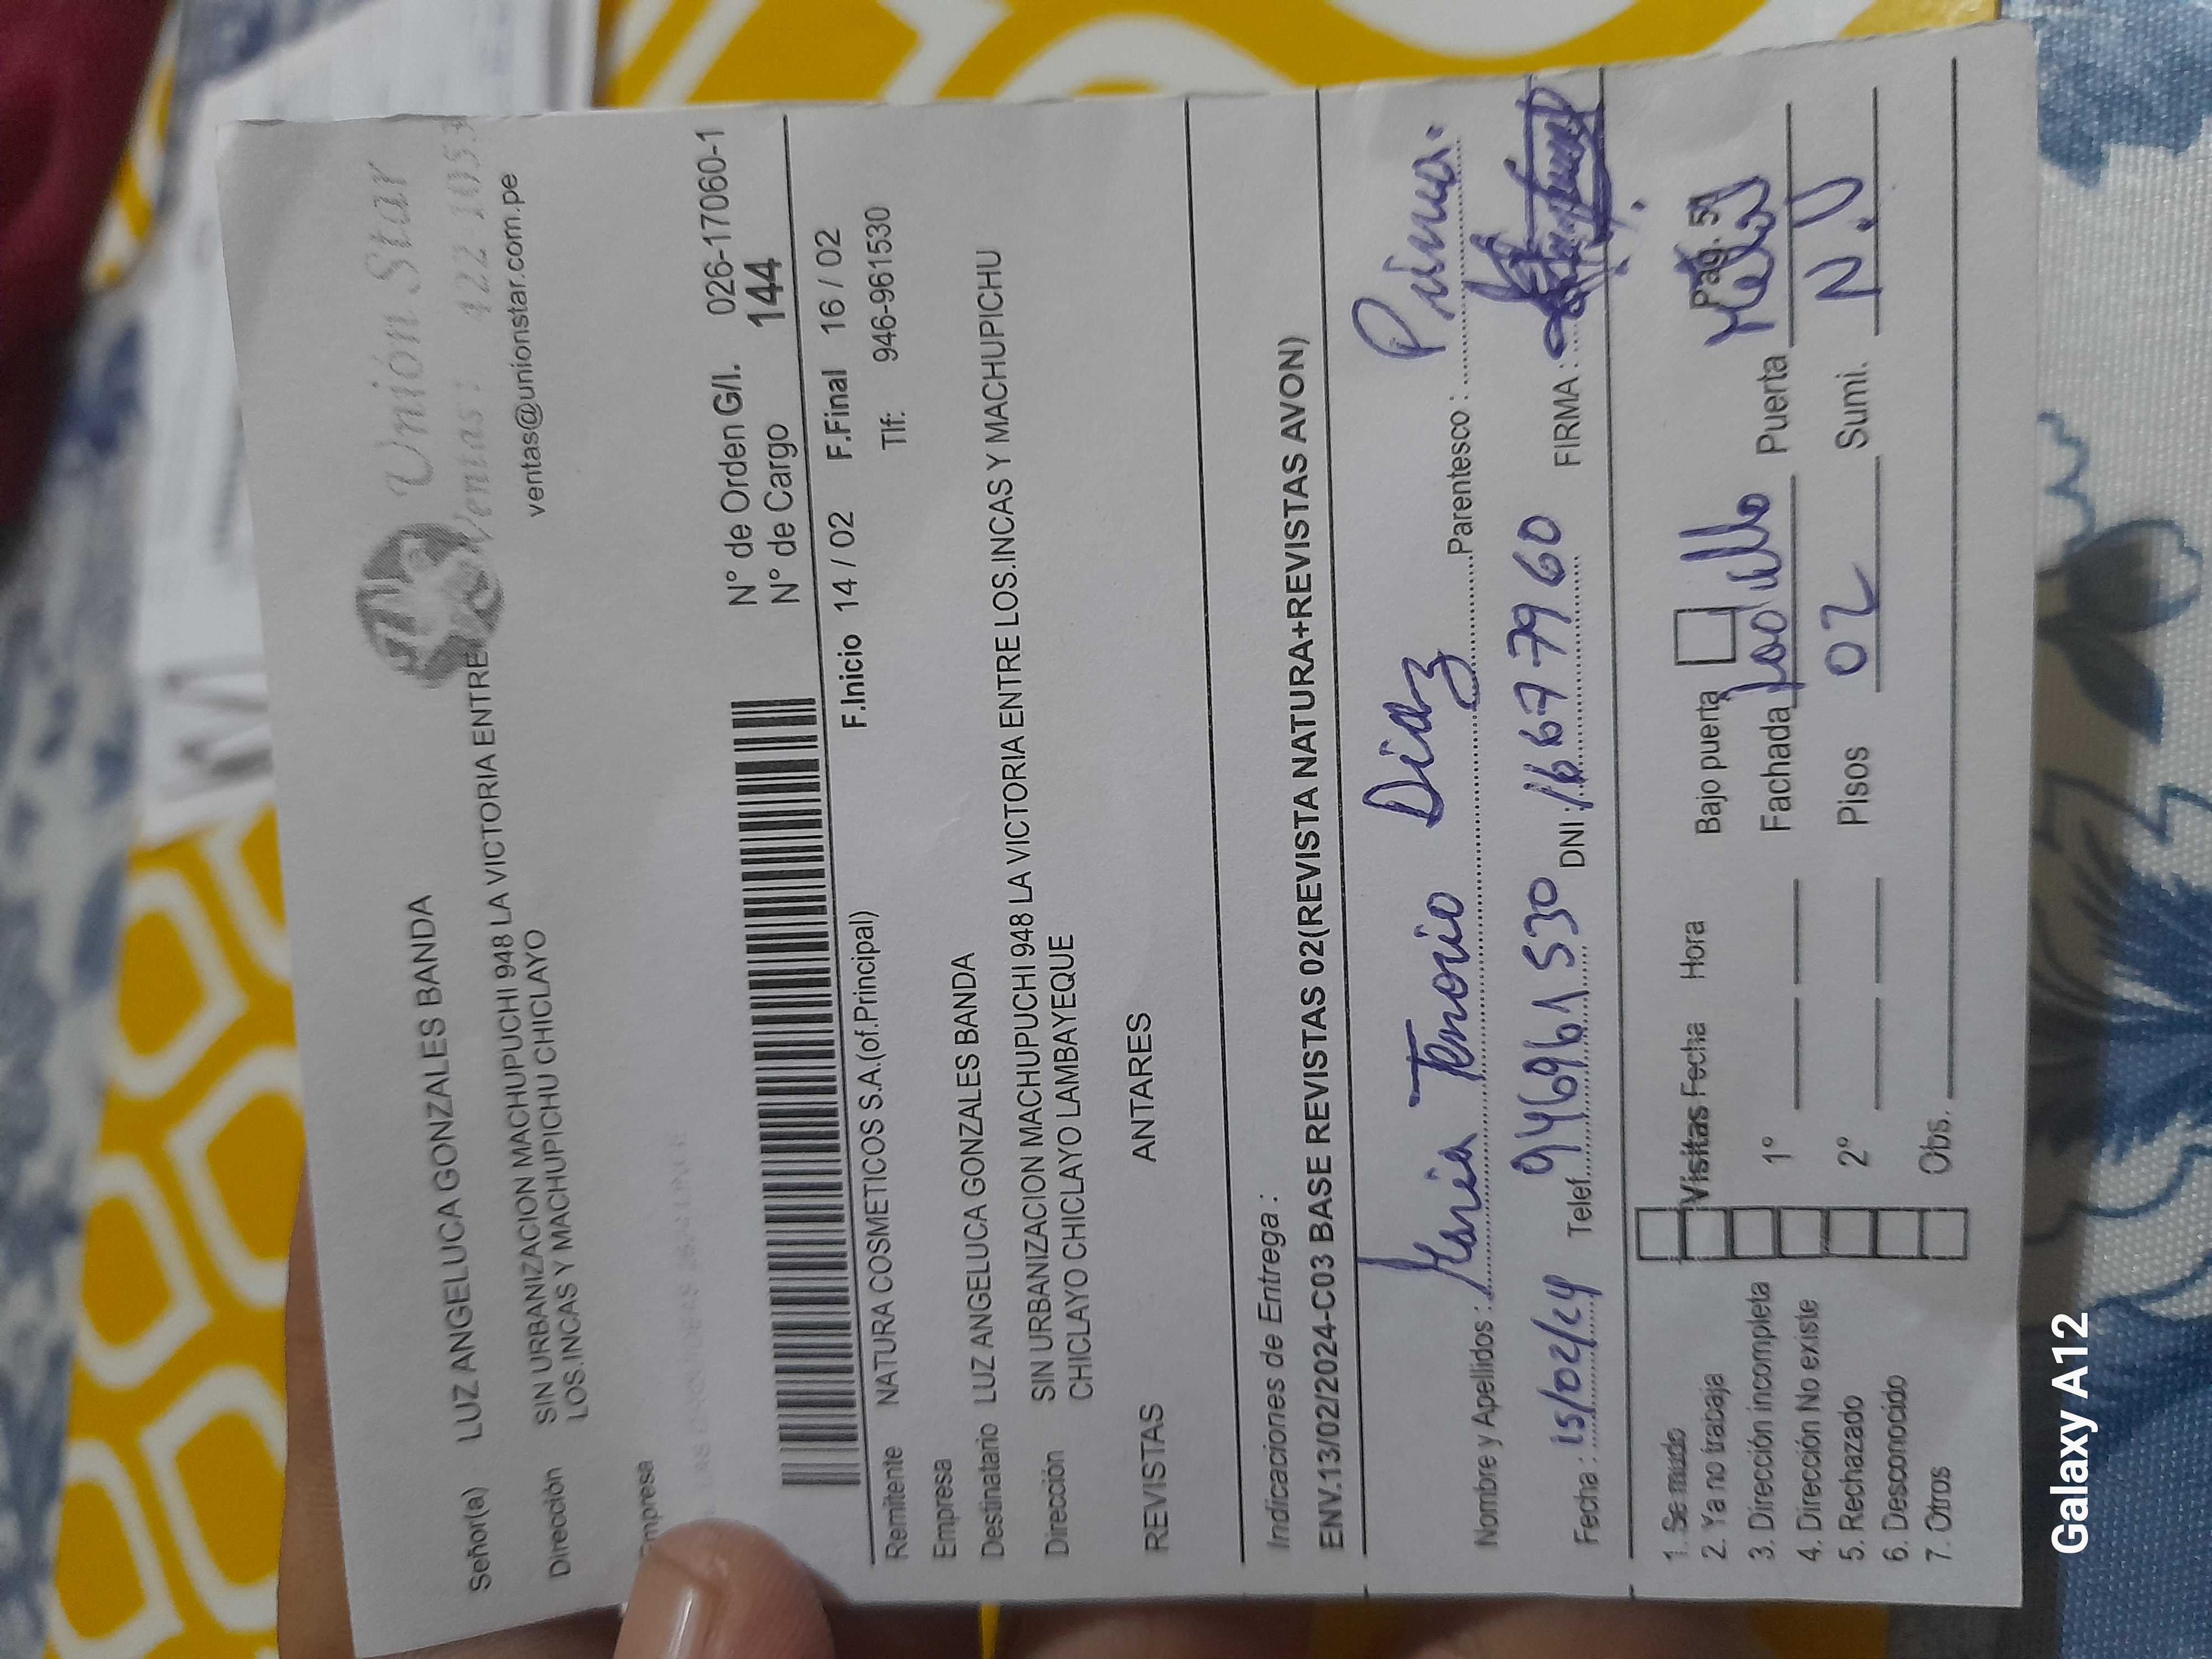 Unión Star
Ventas: 422 105
ventas@unionstar.com.pe
Señor(a) LUZ ANGELUCA GONZALES BANDA
Dirección SIN URBANIZACION MACHUPUCHI 948 LA VICTORIA ENTRE
LOS.INCAS Y MACHUPICHU CHICLAYO
mpresa
N° de Orden G/I. 026-17060-1
N° de Cargo 144
F.Inicio 14 / 02 F.Final 16 / 02
Remitente NATURA COSMETICOS S.A.(of.Principal) Tlf: 946-961530
Empresa
Destinatario LUZ ANGELUCA GONZALES BANDA
Dirección SIN URBANIZACION MACHUPUCHI 948 LA VICTORIA ENTRE LOS.INCAS Y MACHUPICHU
CHICLAYO CHICLAYO LAMBAYEQUE
REVISTAS ANTARES
Indicaciones de Entrega :
ENV.13/02/2024-C03 BASE REVISTAS 02(REVISTA NATURA+REVISTAS AVON)
Nombre y Apellidos : Maria Tenorio Diaz Parentesco : Prima.
Fecha : 15/02/24 Telef. 946961530 DNI : 16677960 FIRMA :
1. Se mudo Visitas Fecha Hora Bajo puerta Pag. 51
2. Ya no trabaja
3. Dirección incompleta 1° Fachada Puerta
4. Dirección No existe
5. Rechazado 2° Pisos 02 Sumi. N.U
6. Desconocido
7. Otros Obs.
Galaxy A12